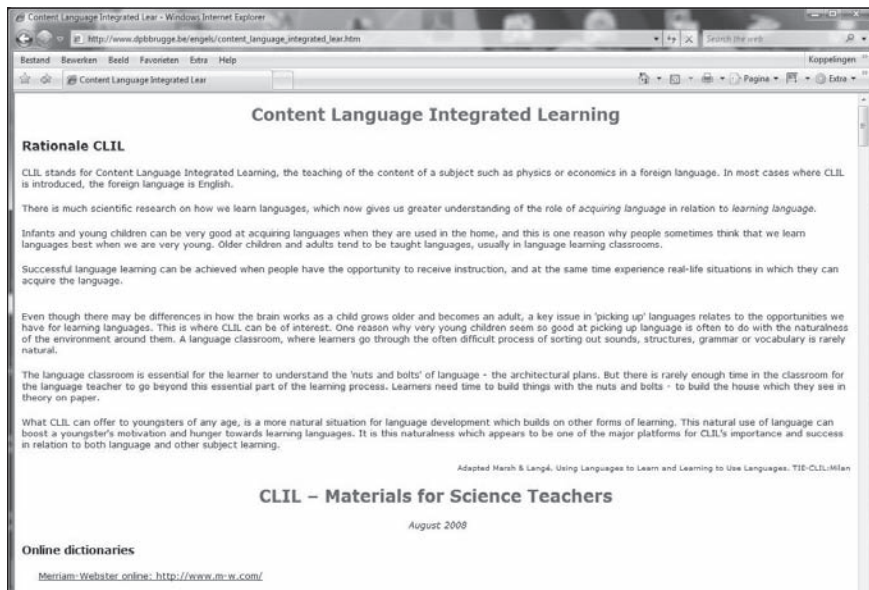 Content Language Integrated Lear - Windows Internet Explorer
http://www.dpbbrugge.be/engels/content_language_integrated_lear.htm
Search the web
Bestand Bewerken Beeld Favorieten Extra Help
Koppelingen
Content Language Integrated Lear
Pagina
Extra
Content Language Integrated Learning
Rationale CLIL
CLIL stands for Content Language Integrated Learning, the teaching of the content of a subject such as physics or economics in a foreign language. In most cases where CLIL
is introduced, the foreign language is English.
There is much scientific research on how we learn languages, which now gives us greater understanding of the role of acquiring language in relation to learning language.
Infants and young children can be very good at acquiring languages when they are used in the home, and this is one reason why people sometimes think that we learn
languages best when we are very young. Older children and adults tend to be taught languages, usually in language learning classrooms.
Successful language learning can be achieved when people have the opportunity to receive instruction, and at the same time experience real-life situations in which they can
acquire the language.
Even though there may be differences in how the brain works as a child grows older and becomes an adult, a key issue in 'picking up' languages relates to the opportunities we
have for learning languages. This is where CLIL can be of interest. One reason why very young children seem so good at picking up language is often to do with the naturalness
of the environment around them. A language classroom, where learners go through the often difficult process of sorting out sounds, structures, grammar or vocabulary is rarely
natural.
The language classroom is essential for the learner to understand the 'nuts and bolts' of language - the architectural plans. But there is rarely enough time in the classroom for
the language teacher to go beyond this essential part of the learning process. Learners need time to build things with the nuts and bolts - to build the house which they see in
theory on paper.
What CLIL can offer to youngsters of any age, is a more natural situation for language development which builds on other forms of learning. This natural use of language can
boost a youngster's motivation and hunger towards learning languages. It is this naturalness which appears to be one of the major platforms for CLIL's importance and success
in relation to both language and other subject learning.
Adapted Marsh & Langé. Using Languages to Learn and Learning to Use Languages. TIE-CLIL:Milan
CLIL – Materials for Science Teachers
August 2008
Online dictionaries
Merriam-Webster online: http://www.m-w.com/